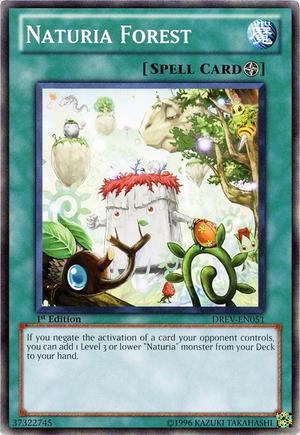 NATURIA FOREST
魔
[SPELL CARD]
1st Edition
DREV-EN051
If you negate the activation of a card your opponent controls,
you can add 1 Level 3 or lower "Naturia" monster from your Deck
to your hand.
37322745
©1996 KAZUKI TAKAHASHI